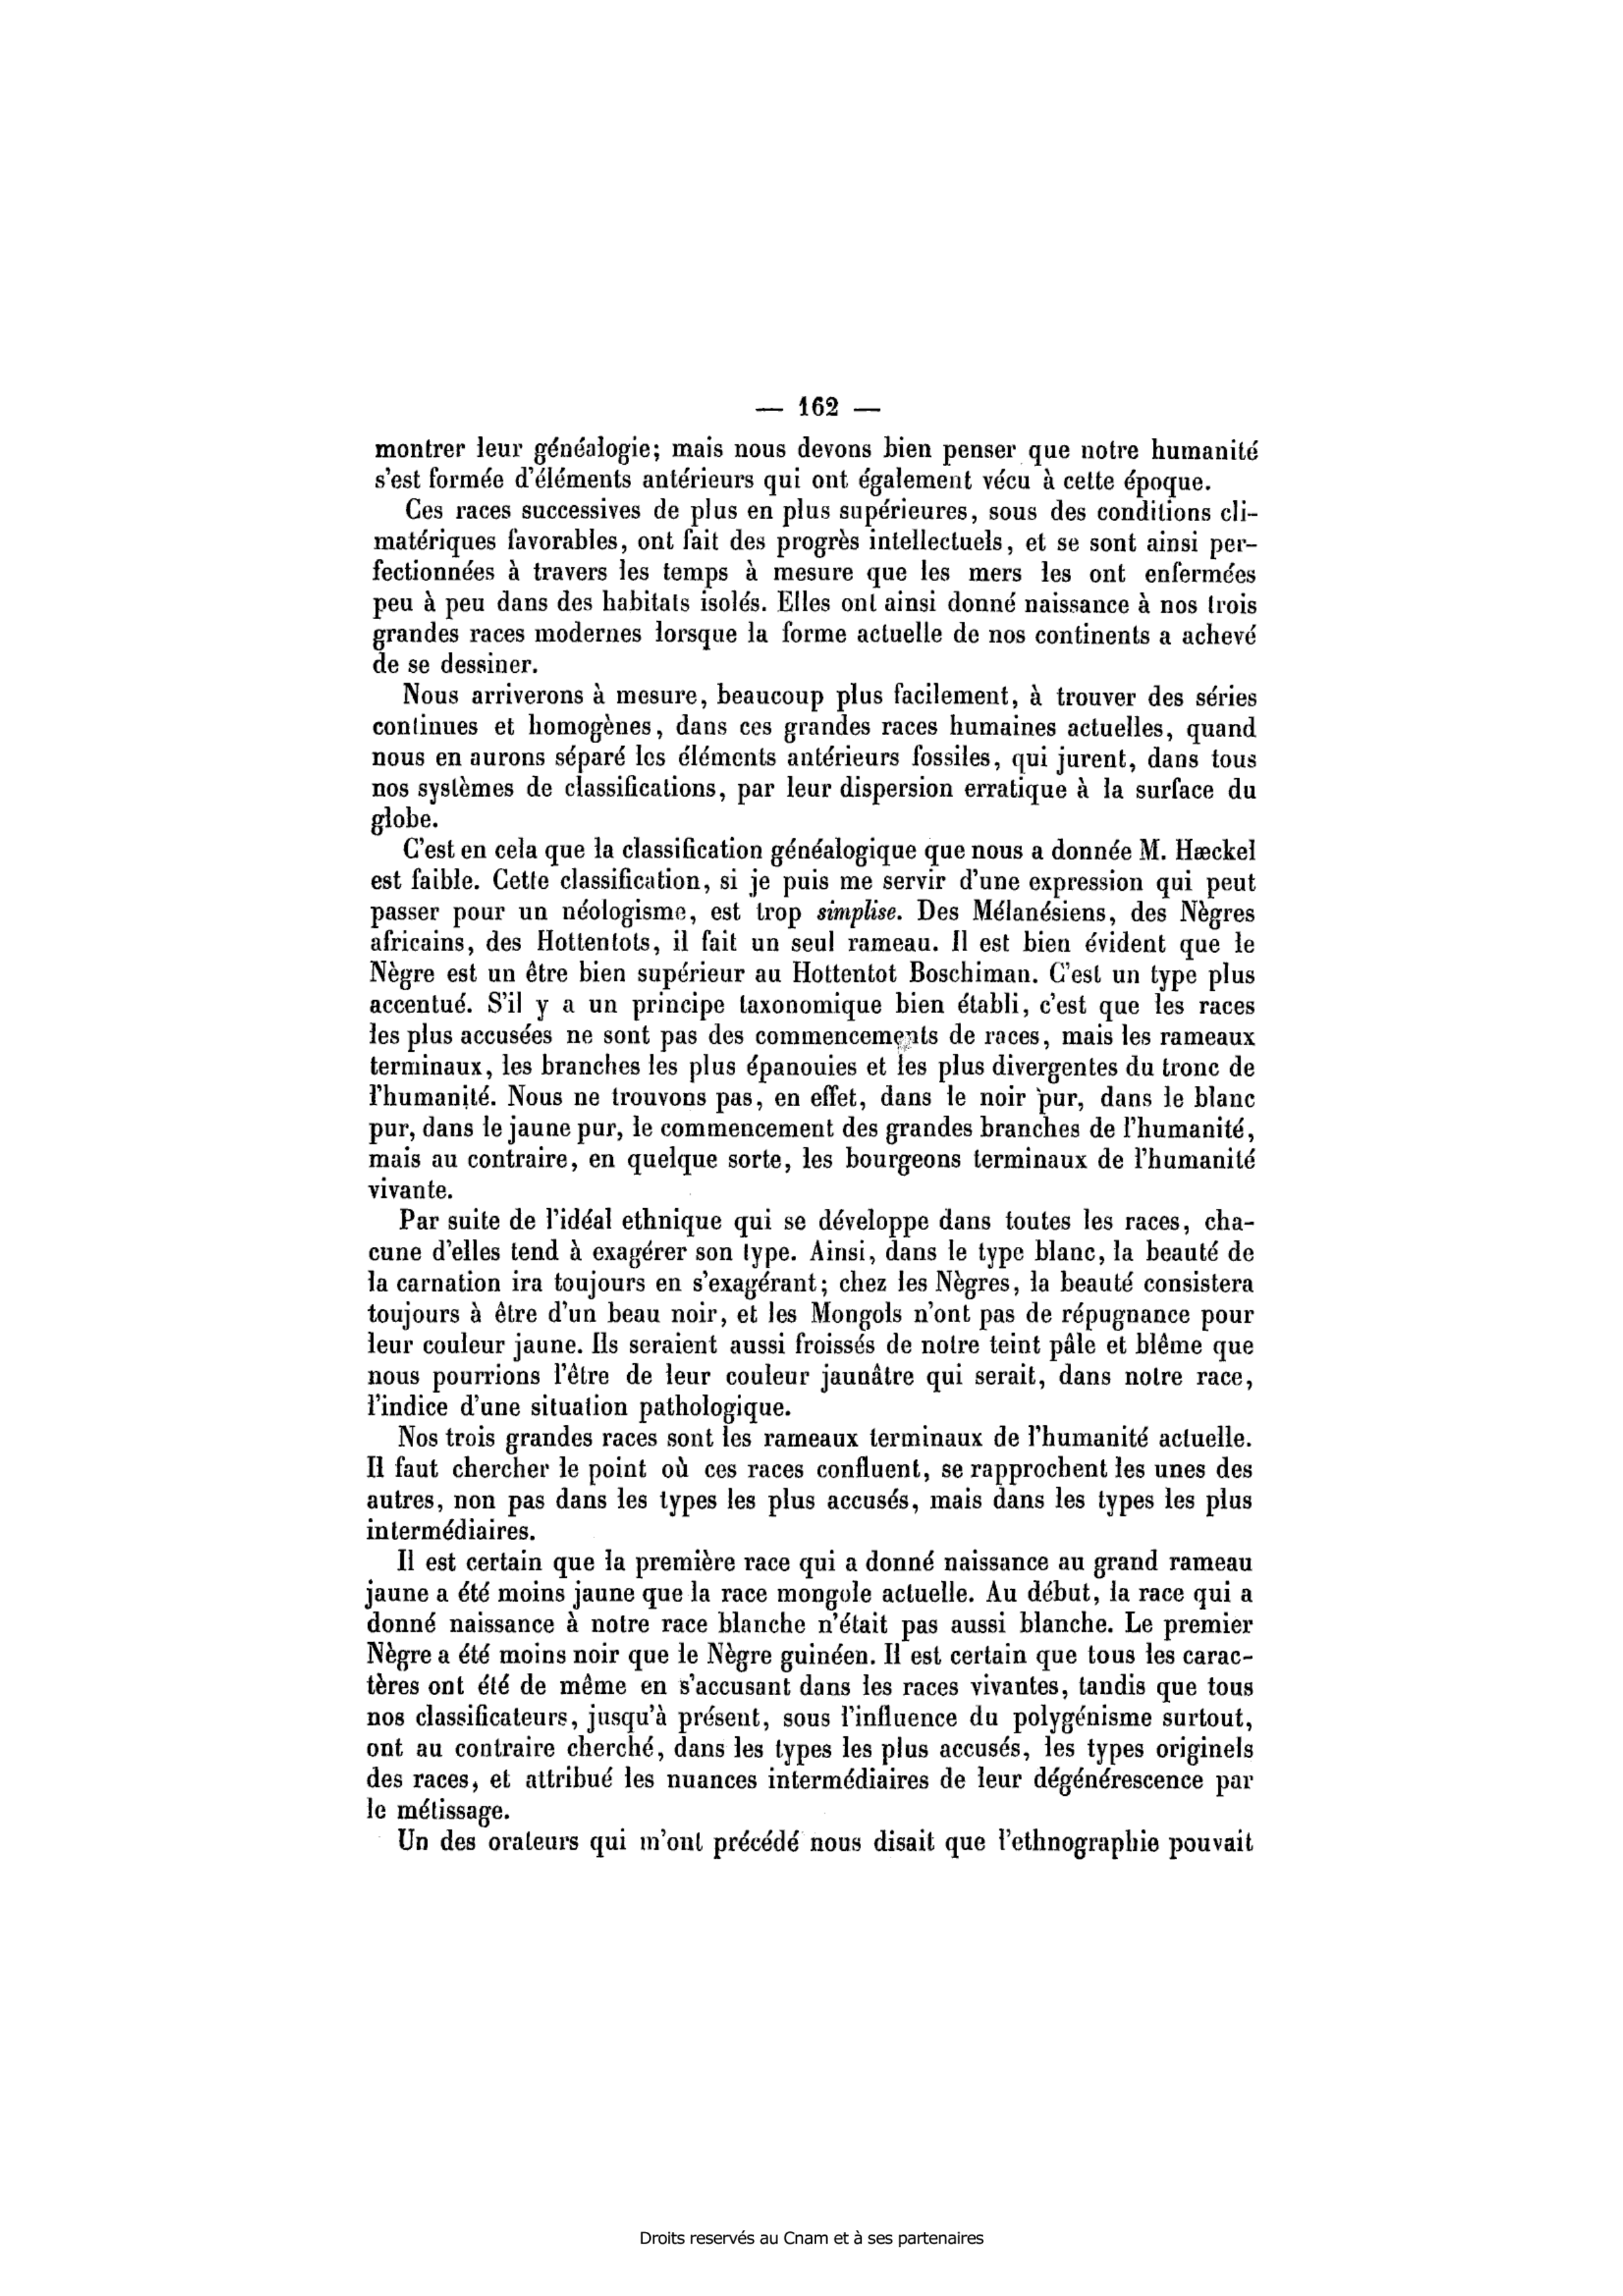 — 162 —
montrer leur généalogie; mais nous devons bien penser que notre humanité
s'est formée d'éléments antérieurs qui ont également vécu à cette époque.
Ces races successives de plus en plus supérieures, sous des conditions cli-
matériques favorables, ont fait des progrès intellectuels, et se sont ainsi per-
fectionnées à travers les temps à mesure que les mers les ont enfermées
peu à peu dans des habitats isolés. Elles ont ainsi donné naissance à nos trois
grandes races modernes lorsque la forme actuelle de nos continents a achevé
de se dessiner.
Nous arriverons à mesure, beaucoup plus facilement, à trouver des séries
continues et homogènes, dans ces grandes races humaines actuelles, quand
nous en aurons séparé les éléments antérieurs fossiles, qui jurent, dans tous
nos systèmes de classifications, par leur dispersion erratique à la surface du
globe.
C'est en cela que la classification généalogique que nous a donnée M. Hæckel
est faible. Cette classification, si je puis me servir d'une expression qui peut
passer pour un néologisme, est trop simplise. Des Mélanésiens, des Nègres
africains, des Hottentots, il fait un seul rameau. Il est bien évident que le
Nègre est un être bien supérieur au Hottentot Boschiman. C'est un type plus
accentué. S'il y a un principe taxonomique bien établi, c'est que les races
les plus accusées ne sont pas des commencements de races, mais les rameaux
terminaux, les branches les plus épanouies et les plus divergentes du tronc de
l'humanité. Nous ne trouvons pas, en effet, dans le noir pur, dans le blanc
pur, dans le jaune pur, le commencement des grandes branches de l'humanité,
mais au contraire, en quelque sorte, les bourgeons terminaux de l'humanité
vivante.
Par suite de l'idéal ethnique qui se développe dans toutes les races, cha-
cune d'elles tend à exagérer son type. Ainsi, dans le type blanc, la beauté de
la carnation ira toujours en s'exagérant; chez les Nègres, la beauté consistera
toujours à être d'un beau noir, et les Mongols n'ont pas de répugnance pour
leur couleur jaune. Ils seraient aussi froissés de notre teint pâle et blême que
nous pourrions l'être de leur couleur jaunâtre qui serait, dans notre race,
l'indice d'une situation pathologique.
Nos trois grandes races sont les rameaux terminaux de l'humanité actuelle.
Il faut chercher le point où ces races confluent, se rapprochent les unes des
autres, non pas dans les types les plus accusés, mais dans les types les plus
intermédiaires.
Il est certain que la première race qui a donné naissance au grand rameau
jaune a été moins jaune que la race mongole actuelle. Au début, la race qui a
donné naissance à notre race blanche n'était pas aussi blanche. Le premier
Nègre a été moins noir que le Nègre guinéen. Il est certain que tous les carac-
tères ont été de même en s'accusant dans les races vivantes, tandis que tous
nos classificateurs, jusqu'à présent, sous l'influence du polygénisme surtout,
ont au contraire cherché, dans les types les plus accusés, les types originels
des races, et attribué les nuances intermédiaires de leur dégénérescence par
le métissage.
Un des orateurs qui m'ont précédé nous disait que l'ethnographie pouvait
Droits reservés au Cnam et à ses partenaires